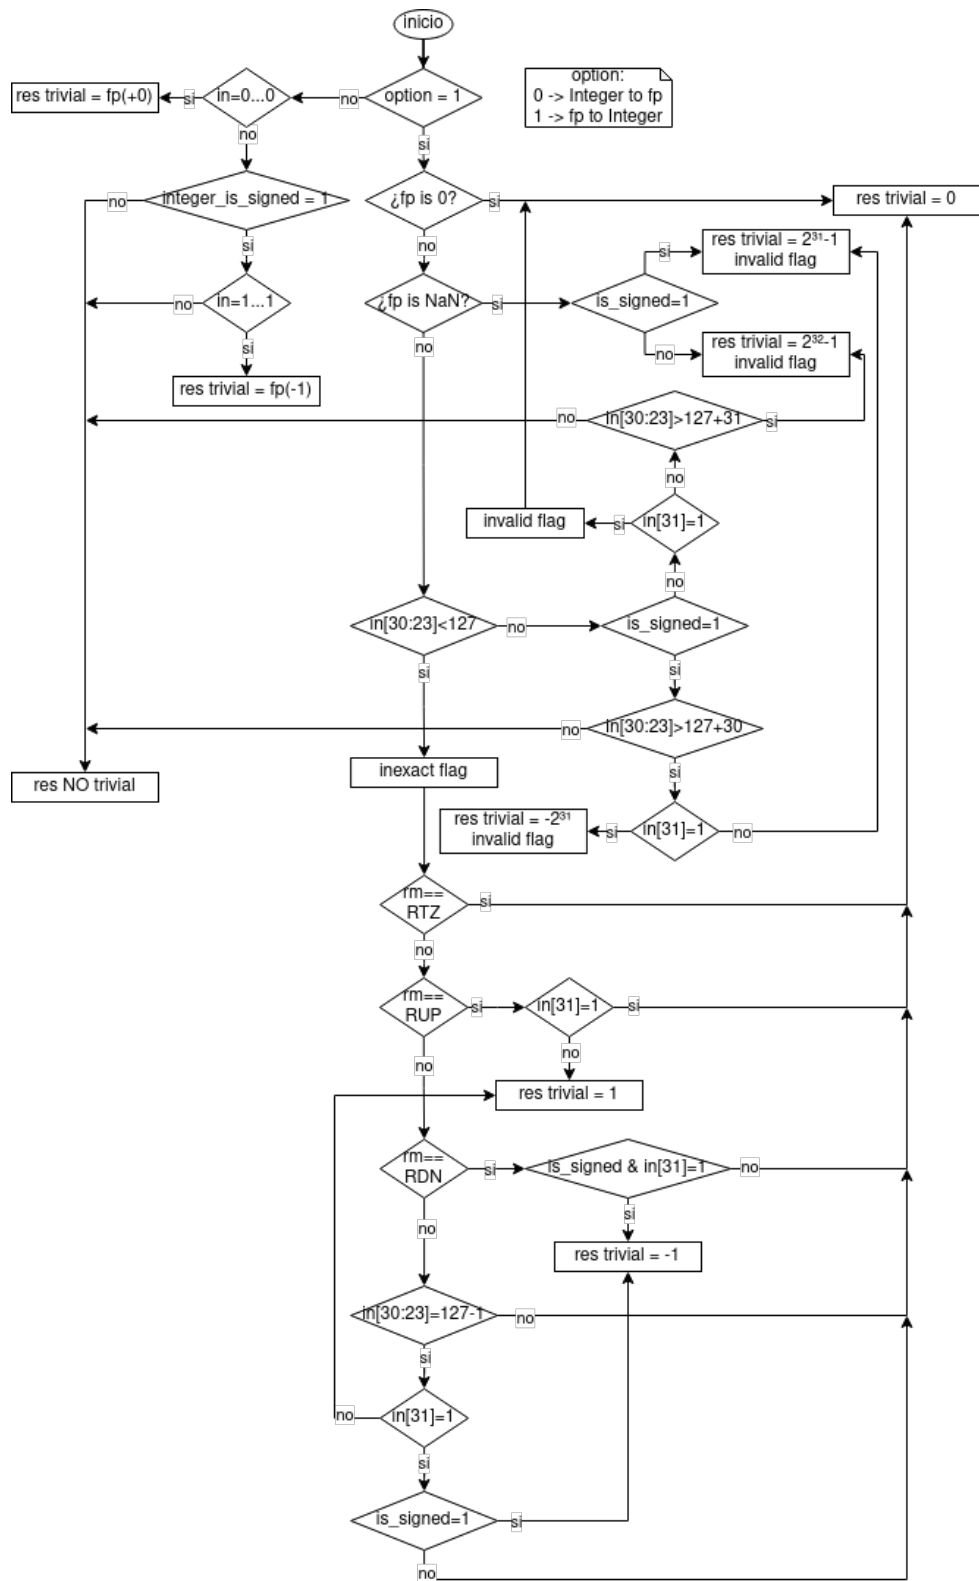 inicio
option = 1
no
si
in=0...0
si
no
res trivial = fp(+0)
option:
0 -> Integer to fp
1 -> fp to Integer
integer_is_signed = 1
no
si
¿fp is 0?
si
no
res trivial = 0
in=1...1
no
si
res trivial = fp(-1)
¿fp is NaN?
si
no
is_signed=1
si
no
res trivial = 2³¹-1
invalid flag
res trivial = 2³²-1
invalid flag
in[30:23]>127+31
no
si
no
in[31]=1
si
invalid flag
no
in[30:23]<127
no
si
is_signed=1
si
in[30:23]>127+30
no
si
res NO trivial
inexact flag
in[31]=1
si
no
res trivial = -2³¹
invalid flag
rm==
RTZ
si
no
rm==
RUP
si
no
in[31]=1
si
no
res trivial = 1
rm==
RDN
si
no
is_signed & in[31]=1
no
si
res trivial = -1
in[30:23]=127-1
no
si
in[31]=1
no
si
is_signed=1
si
no